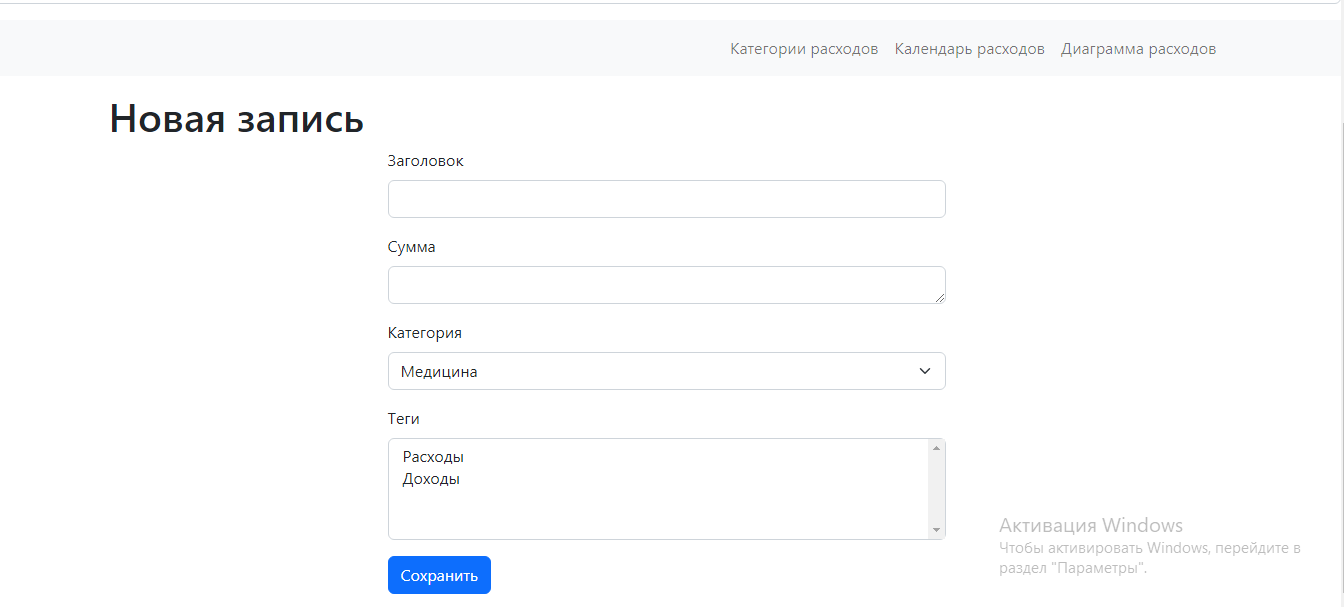 Категории расходов Календарь расходов Диаграмма расходов
Новая запись
Заголовок
Сумма
Категория
Медицина
Теги
Расходы
Доходы
Сохранить
Активация Windows
Чтобы активировать Windows, перейдите в
раздел "Параметры".